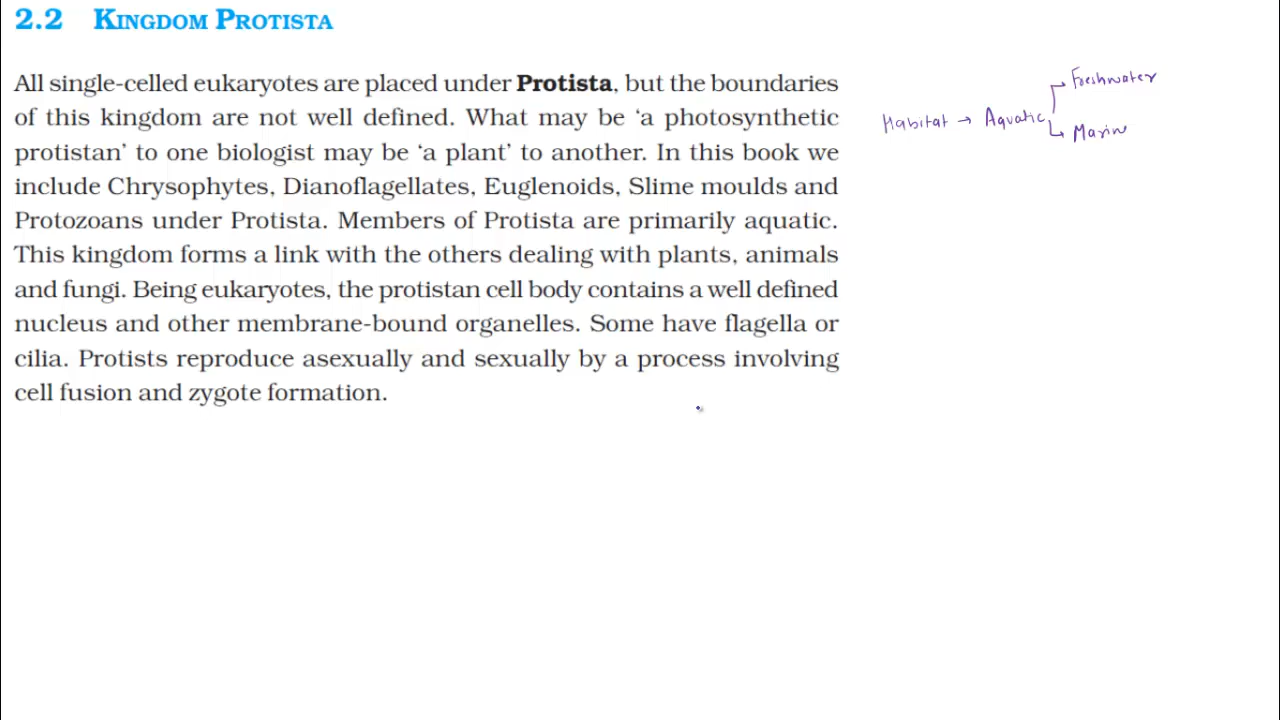 2.2 KINGDOM PROTISTA
All single-celled eukaryotes are placed under Protista, but the boundaries
of this kingdom are not well defined. What may be ‘a photosynthetic
protistan’ to one biologist may be ‘a plant’ to another. In this book we
include Chrysophytes, Dianoflagellates, Euglenoids, Slime moulds and
Protozoans under Protista. Members of Protista are primarily aquatic.
This kingdom forms a link with the others dealing with plants, animals
and fungi. Being eukaryotes, the protistan cell body contains a well defined
nucleus and other membrane-bound organelles. Some have flagella or
cilia. Protists reproduce asexually and sexually by a process involving
cell fusion and zygote formation.
Freshwater
Habitat → Aquatic
Marin